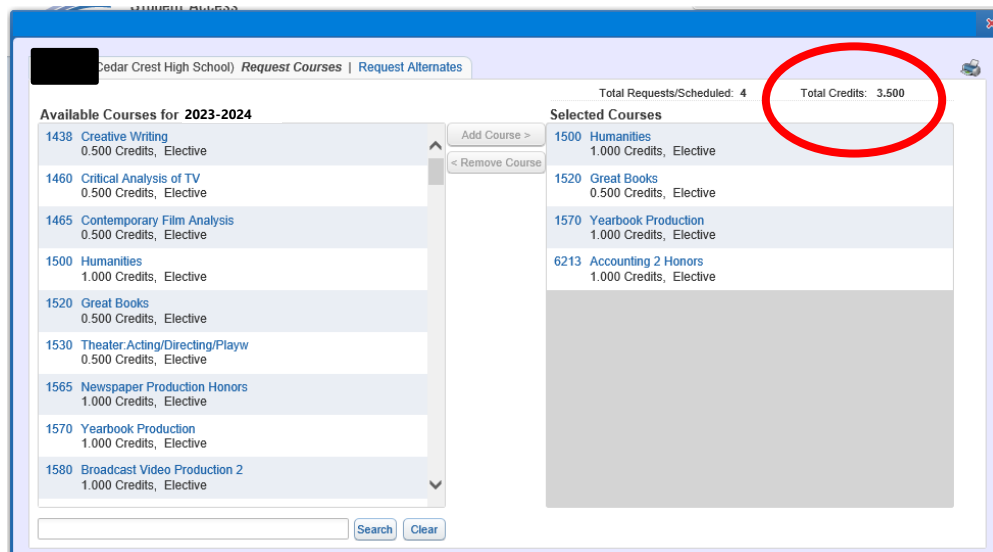 Student Access
Cedar Crest High School) Request Courses | Request Alternates
Total Requests/Scheduled: 4 Total Credits: 3.500
Available Courses for 2023-2024
Selected Courses
1438 Creative Writing
0.500 Credits, Elective
1460 Critical Analysis of TV
0.500 Credits, Elective
1465 Contemporary Film Analysis
0.500 Credits, Elective
1500 Humanities
1.000 Credits, Elective
1520 Great Books
0.500 Credits, Elective
1530 Theater:Acting/Directing/Playw
0.500 Credits, Elective
1565 Newspaper Production Honors
1.000 Credits, Elective
1570 Yearbook Production
1.000 Credits, Elective
1580 Broadcast Video Production 2
1.000 Credits, Elective
Add Course >
< Remove Course
1500 Humanities
1.000 Credits, Elective
1520 Great Books
0.500 Credits, Elective
1570 Yearbook Production
1.000 Credits, Elective
6213 Accounting 2 Honors
1.000 Credits, Elective
Search Clear